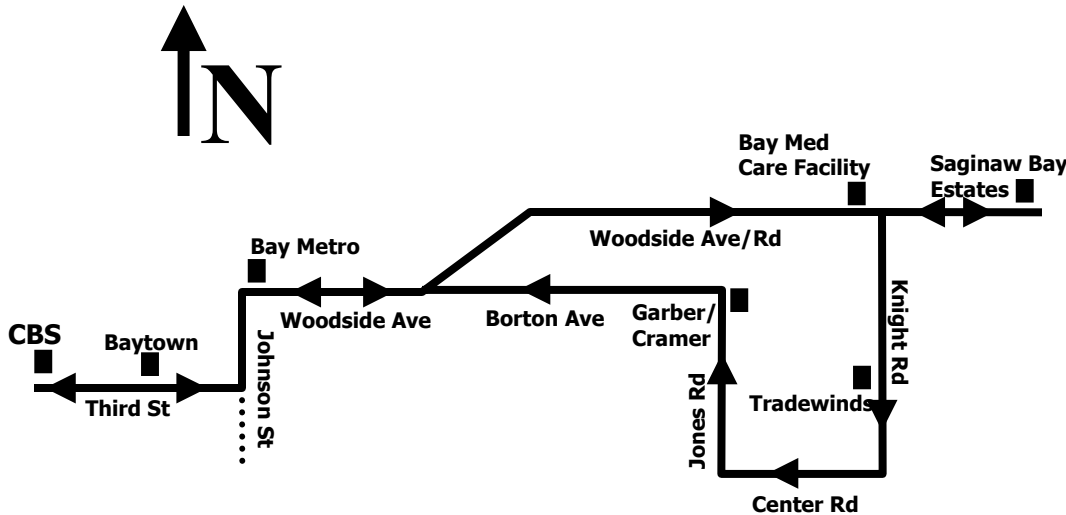 N
Bay Med
Care Facility
Saginaw Bay
Estates
Woodside Ave/Rd
Bay Metro
Woodside Ave
Borton Ave
Garber/
Cramer
Knight Rd
CBS
Baytown
Third St
Johnson St
Jones Rd
Tradewinds
Center Rd